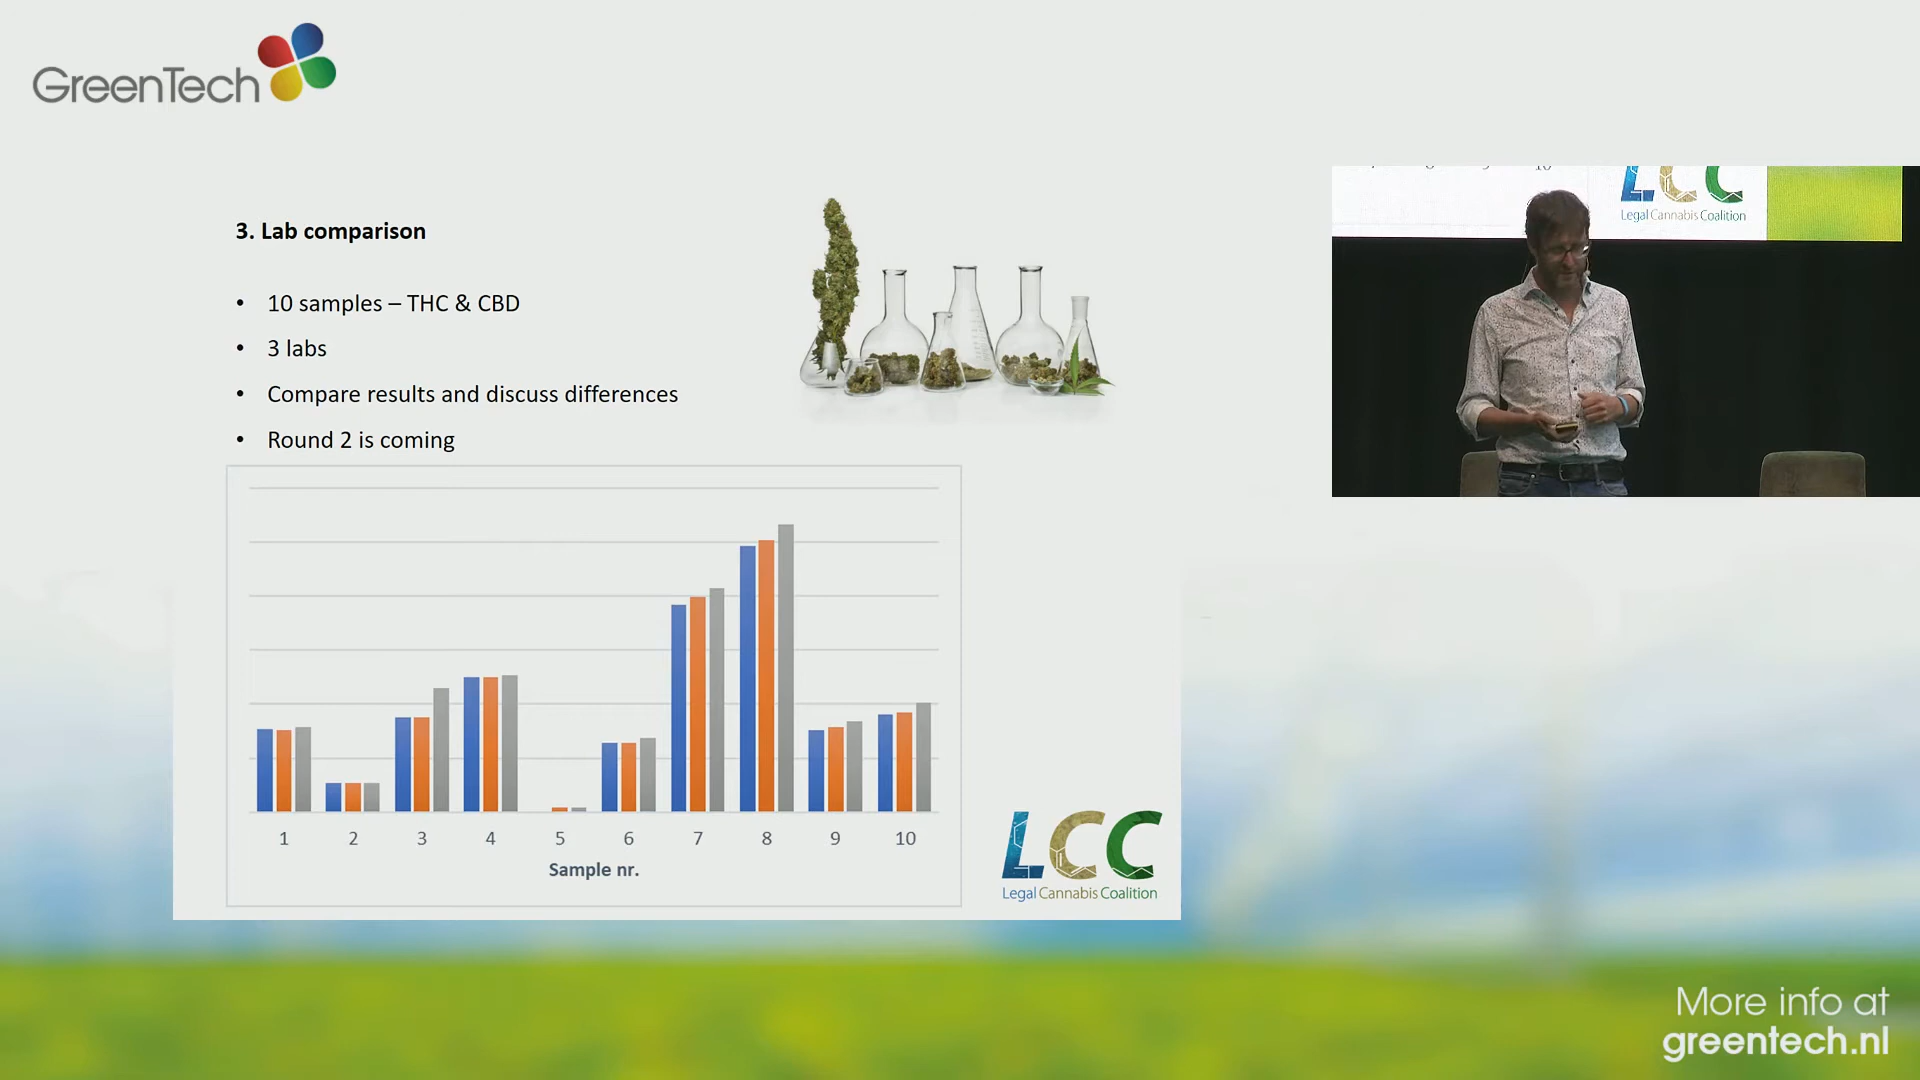 GreenTech
3. Lab comparison
• 10 samples – THC & CBD
• 3 labs
• Compare results and discuss differences
• Round 2 is coming
1 2 3 4 5 6 7 8 9 10
Sample nr.
LCC
Legal Cannabis Coalition
10
LCC
Legal Cannabis Coalition
More info at
greentech.nl